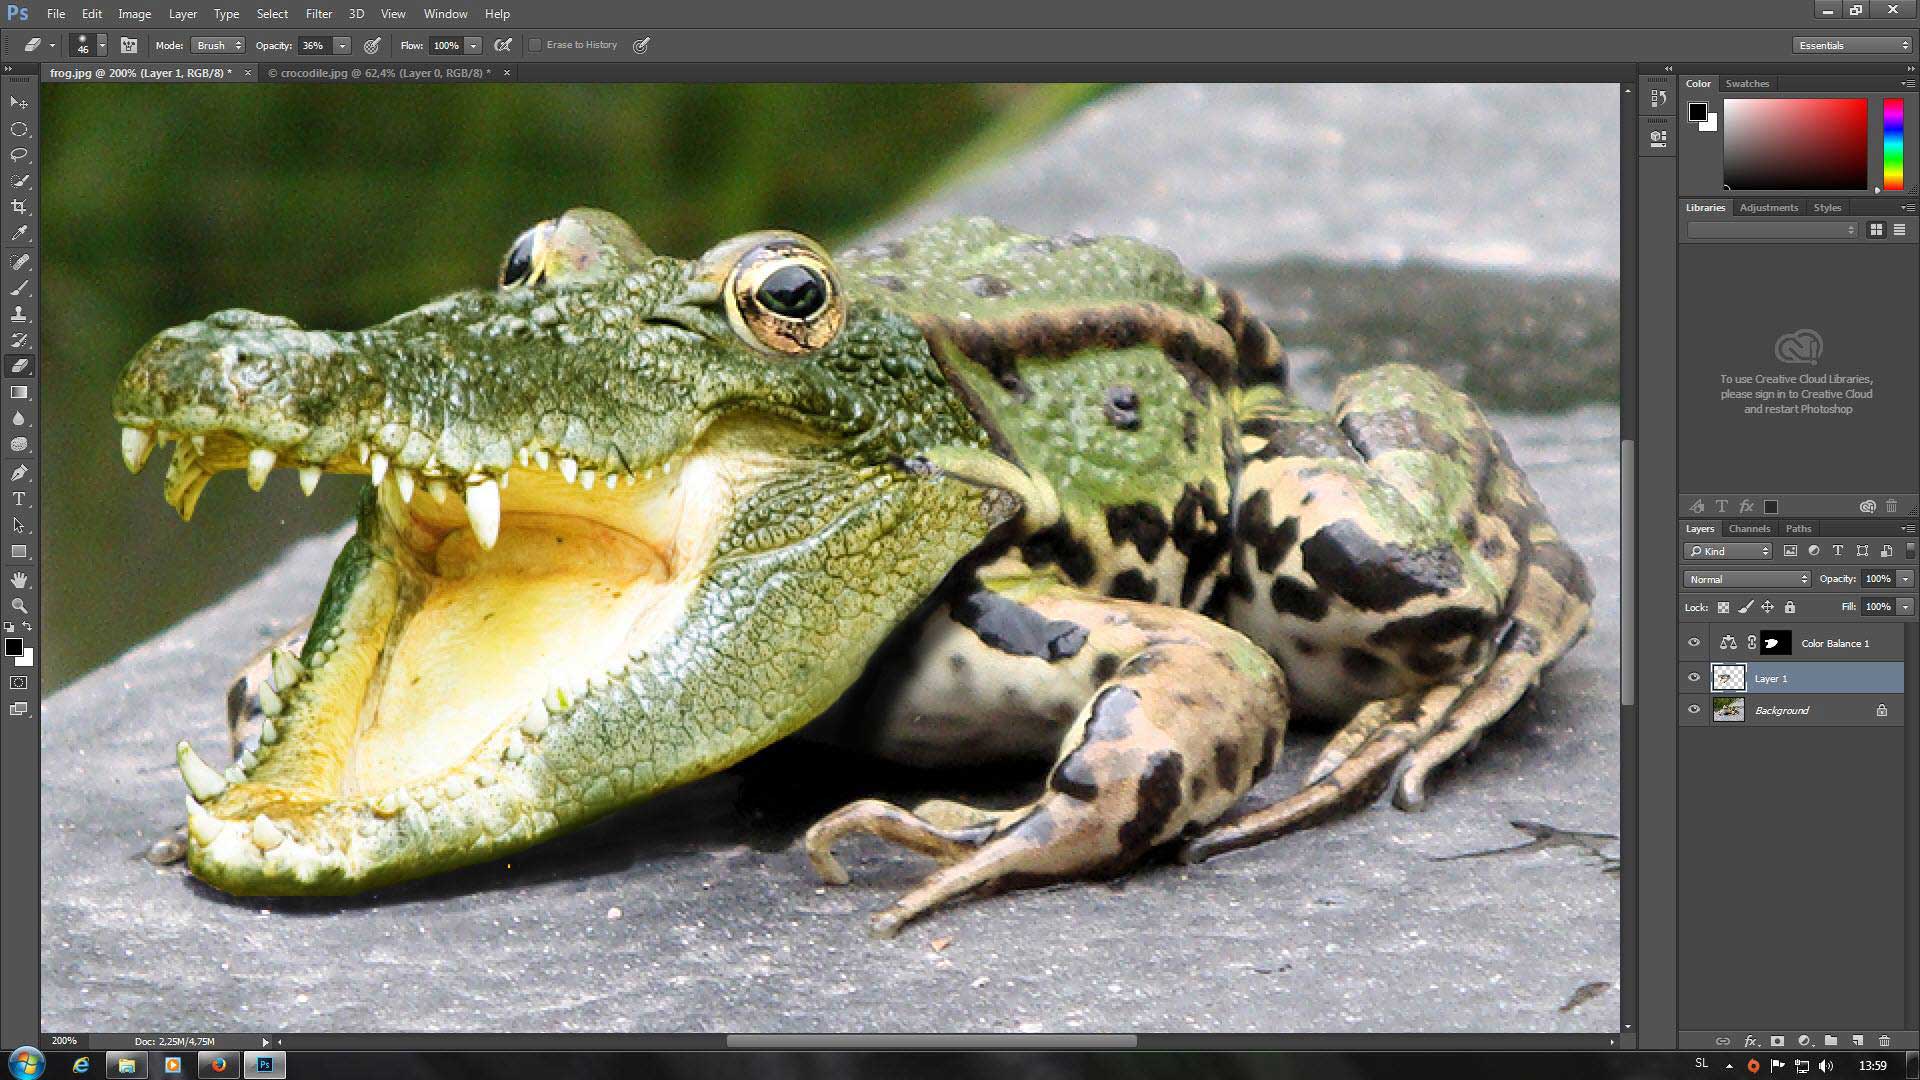 Ps File Edit Image Layer Type Select Filter 3D View Window Help
46 Mode: Brush Opacity: 36% Flow: 100% Erase to History Essentials
frog.jpg @ 200% (Layer 1, RGB/8) * × © crocodile.jpg @ 62,4% (Layer 0, RGB/8) * ×
Color Swatches
Libraries Adjustments Styles
To use Creative Cloud Libraries,
please sign in to Creative Cloud
and restart Photoshop
T fx
Layers Channels Paths
Kind T
Normal Opacity: 100%
Lock: Fill: 100%
Color Balance 1
Layer 1
Background
200% Doc: 2,25M/4,75M
fx
Ps SL 13:59